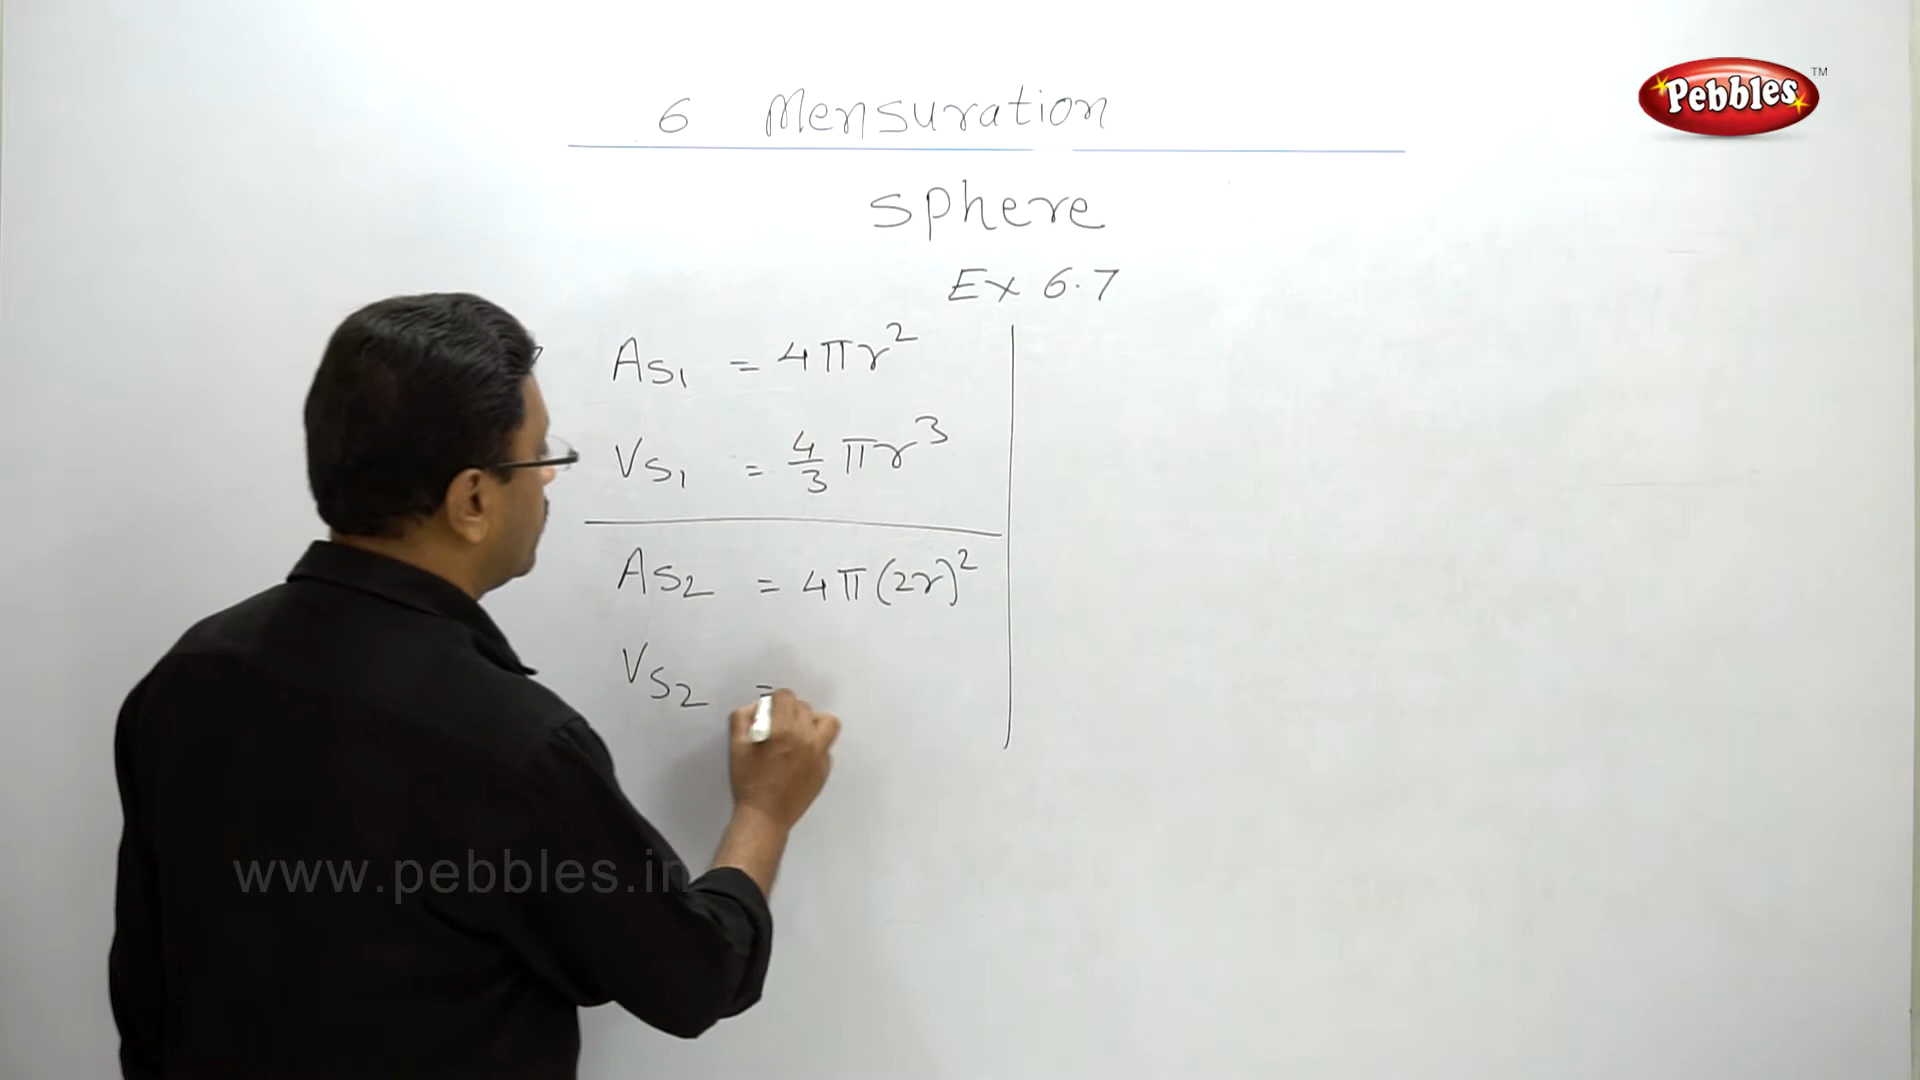 6 Mensuration
Pebbles TM
Sphere
Ex 6.7
AS₁ = 4πr²
VS₁ = 4/3 πr³
AS₂ = 4π(2r)²
VS₂ =
www.pebbles.in